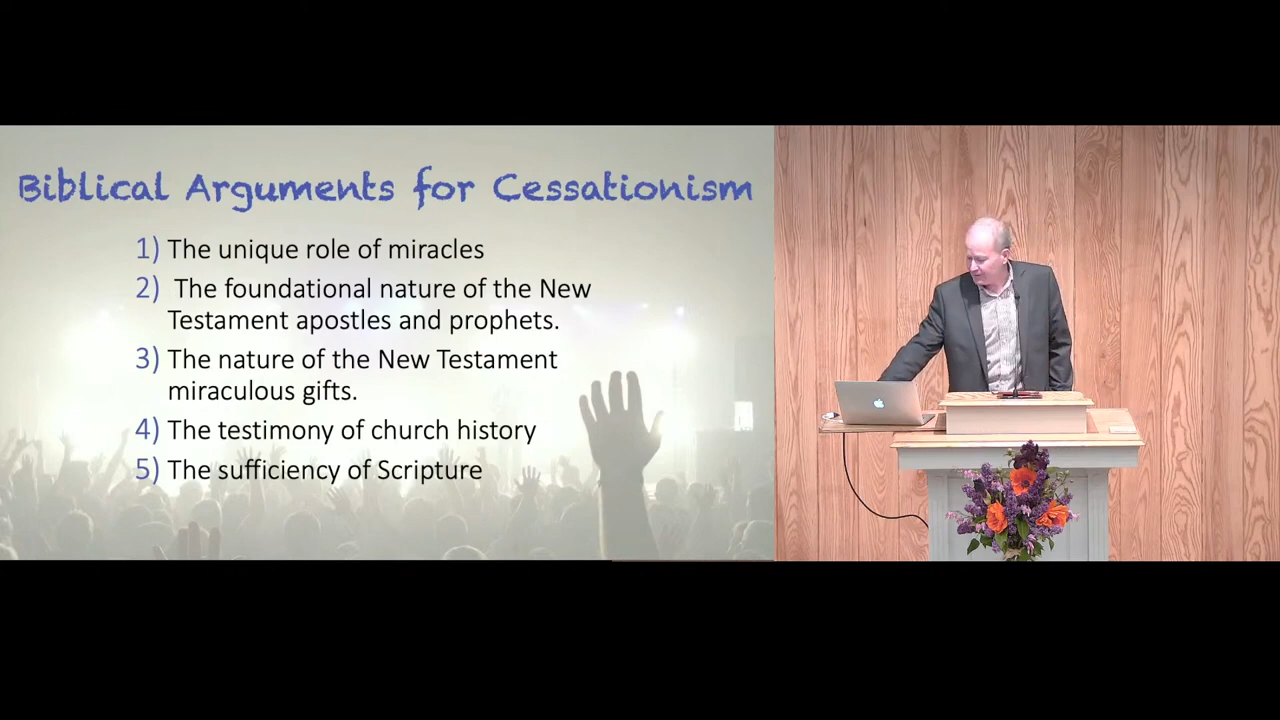 Biblical Arguments for Cessationism
1) The unique role of miracles
2) The foundational nature of the New
Testament apostles and prophets.
3) The nature of the New Testament
miraculous gifts.
4) The testimony of church history
5) The sufficiency of Scripture